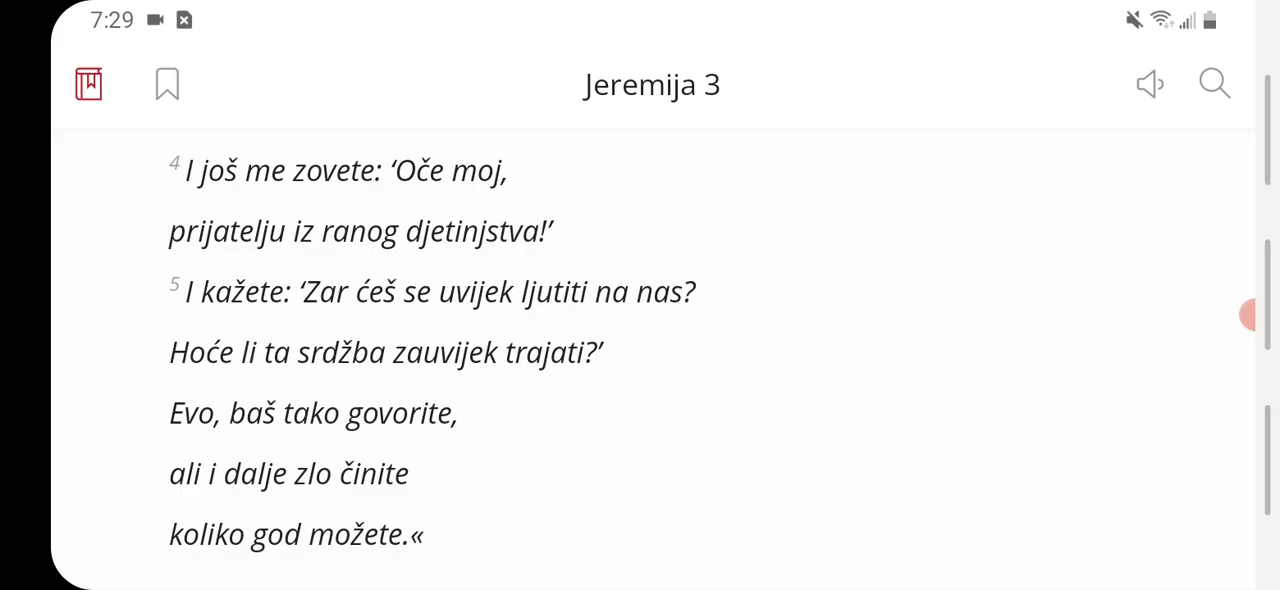 7:29
Jeremija 3
4 I još me zovete: ‘Oče moj,
prijatelju iz ranog djetinjstva!’
5 I kažete: ‘Zar ćeš se uvijek ljutiti na nas?
Hoće li ta srdžba zauvijek trajati?’
Evo, baš tako govorite,
ali i dalje zlo činite
koliko god možete.«